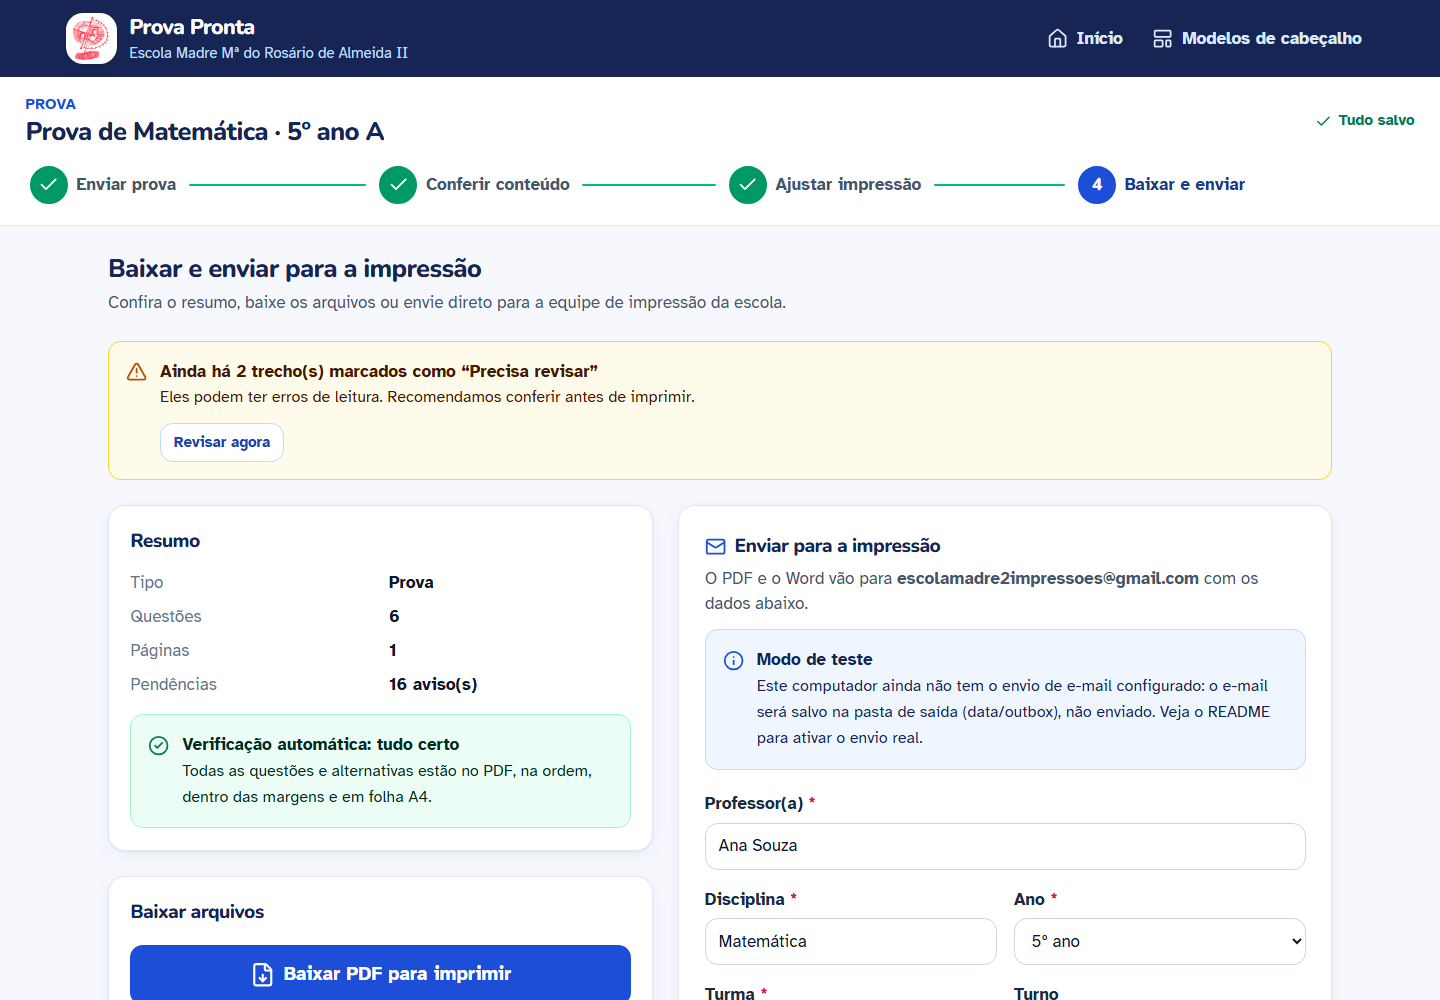 Prova Pronta
Escola Madre Mª do Rosário de Almeida II
Início
Modelos de cabeçalho
PROVA
Prova de Matemática · 5º ano A
Tudo salvo
Enviar prova
Conferir conteúdo
Ajustar impressão
4
Baixar e enviar
Baixar e enviar para a impressão
Confira o resumo, baixe os arquivos ou envie direto para a equipe de impressão da escola.
Ainda há 2 trecho(s) marcados como “Precisa revisar”
Eles podem ter erros de leitura. Recomendamos conferir antes de imprimir.
Revisar agora
Resumo
Tipo Prova
Questões 6
Páginas 1
Pendências 16 aviso(s)
Verificação automática: tudo certo
Todas as questões e alternativas estão no PDF, na ordem,
dentro das margens e em folha A4.
Baixar arquivos
Baixar PDF para imprimir
Enviar para a impressão
O PDF e o Word vão para escolamadre2impressoes@gmail.com com os
dados abaixo.
Modo de teste
Este computador ainda não tem o envio de e-mail configurado: o e-mail
será salvo na pasta de saída (data/outbox), não enviado. Veja o README
para ativar o envio real.
Professor(a) *
Ana Souza
Disciplina *
Matemática
Ano *
5º ano
Turma *
Turno